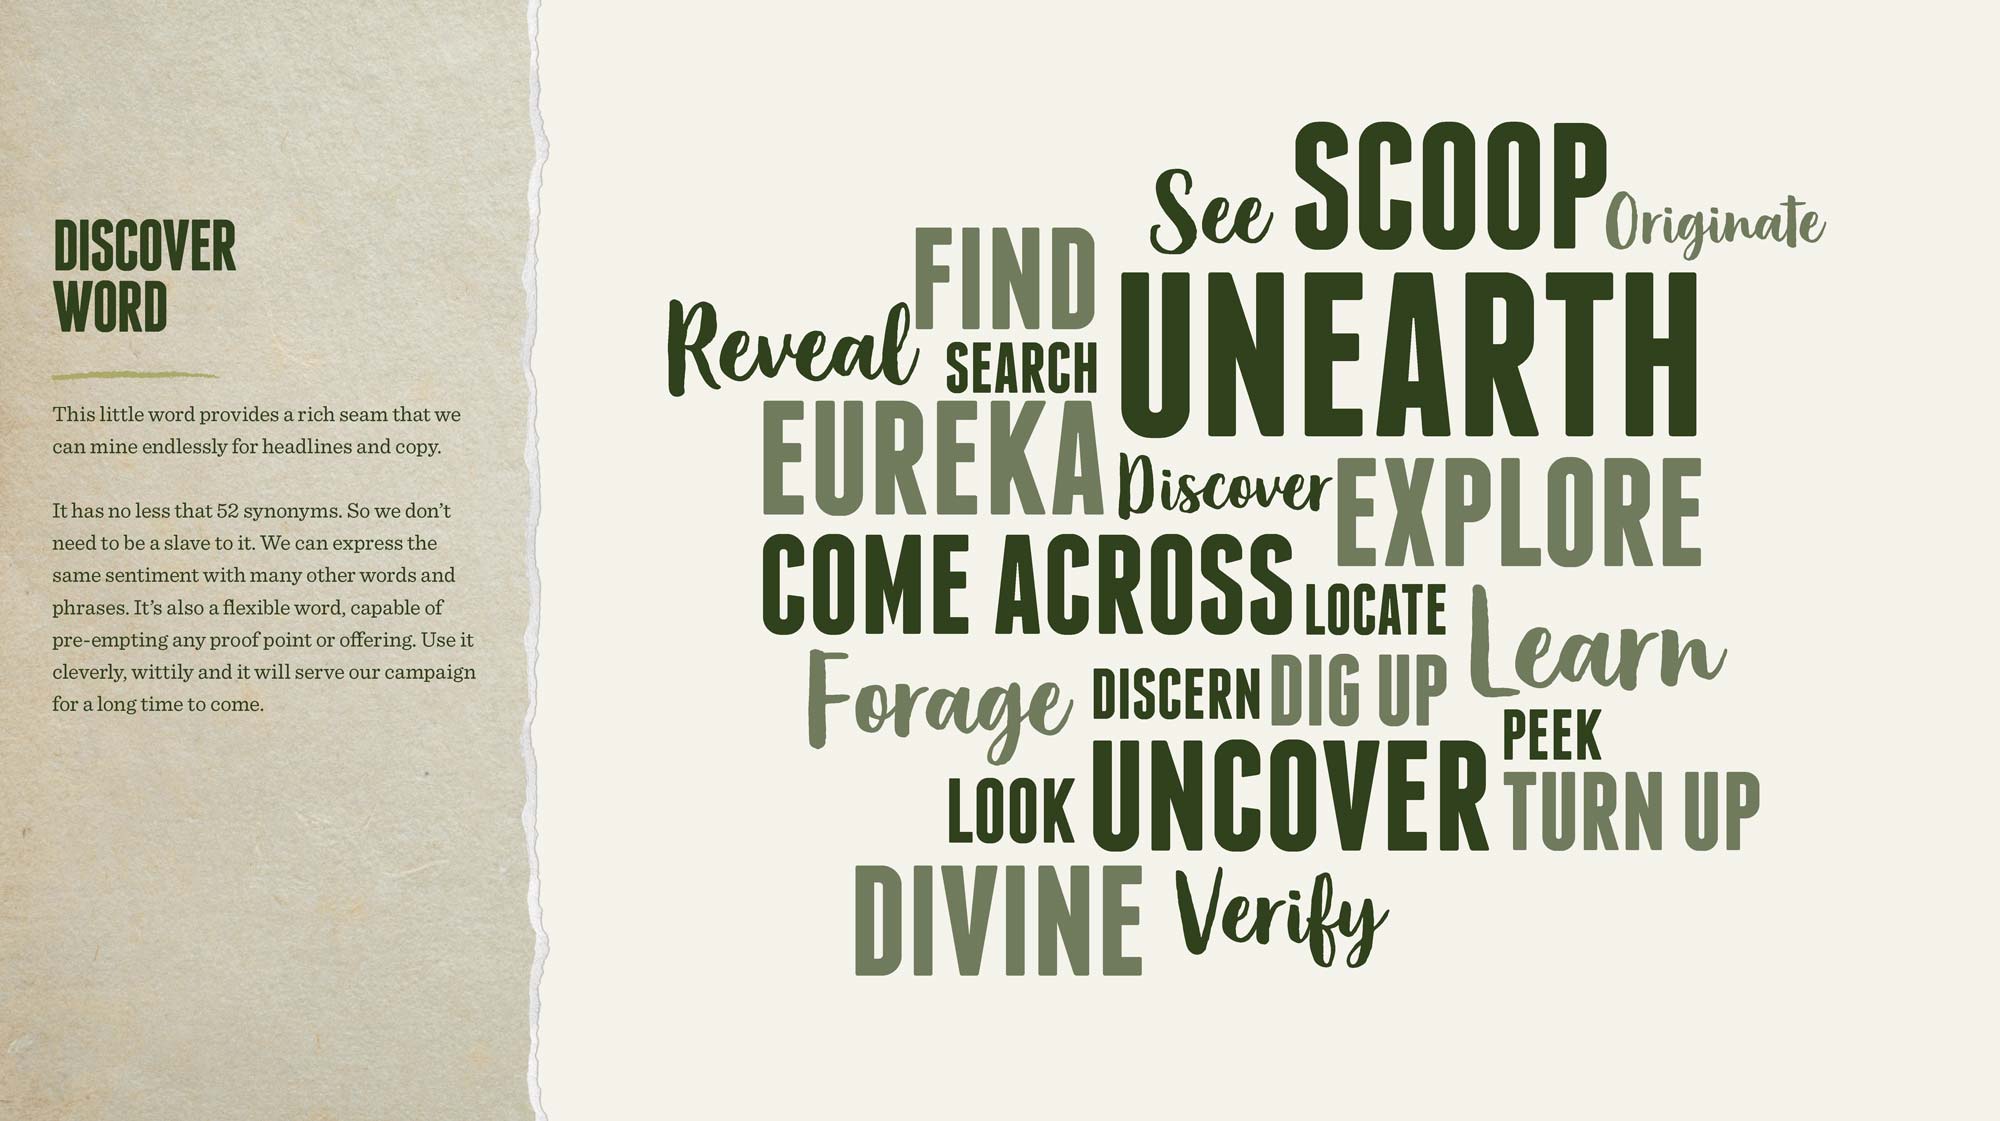 DISCOVER
WORD
This little word provides a rich seam that we
can mine endlessly for headlines and copy.
It has no less that 52 synonyms. So we don't
need to be a slave to it. We can express the
same sentiment with many other words and
phrases. It's also a flexible word, capable of
pre-empting any proof point or offering. Use it
cleverly, wittily and it will serve our campaign
for a long time to come.
See SCOOP Originate
FIND
Reveal
SEARCH
UNEARTH
EUREKA Discover EXPLORE
COME ACROSS LOCATE
Learn
Forage DISCERN DIG UP
PEEK
LOOK UNCOVER TURN UP
DIVINE Verify